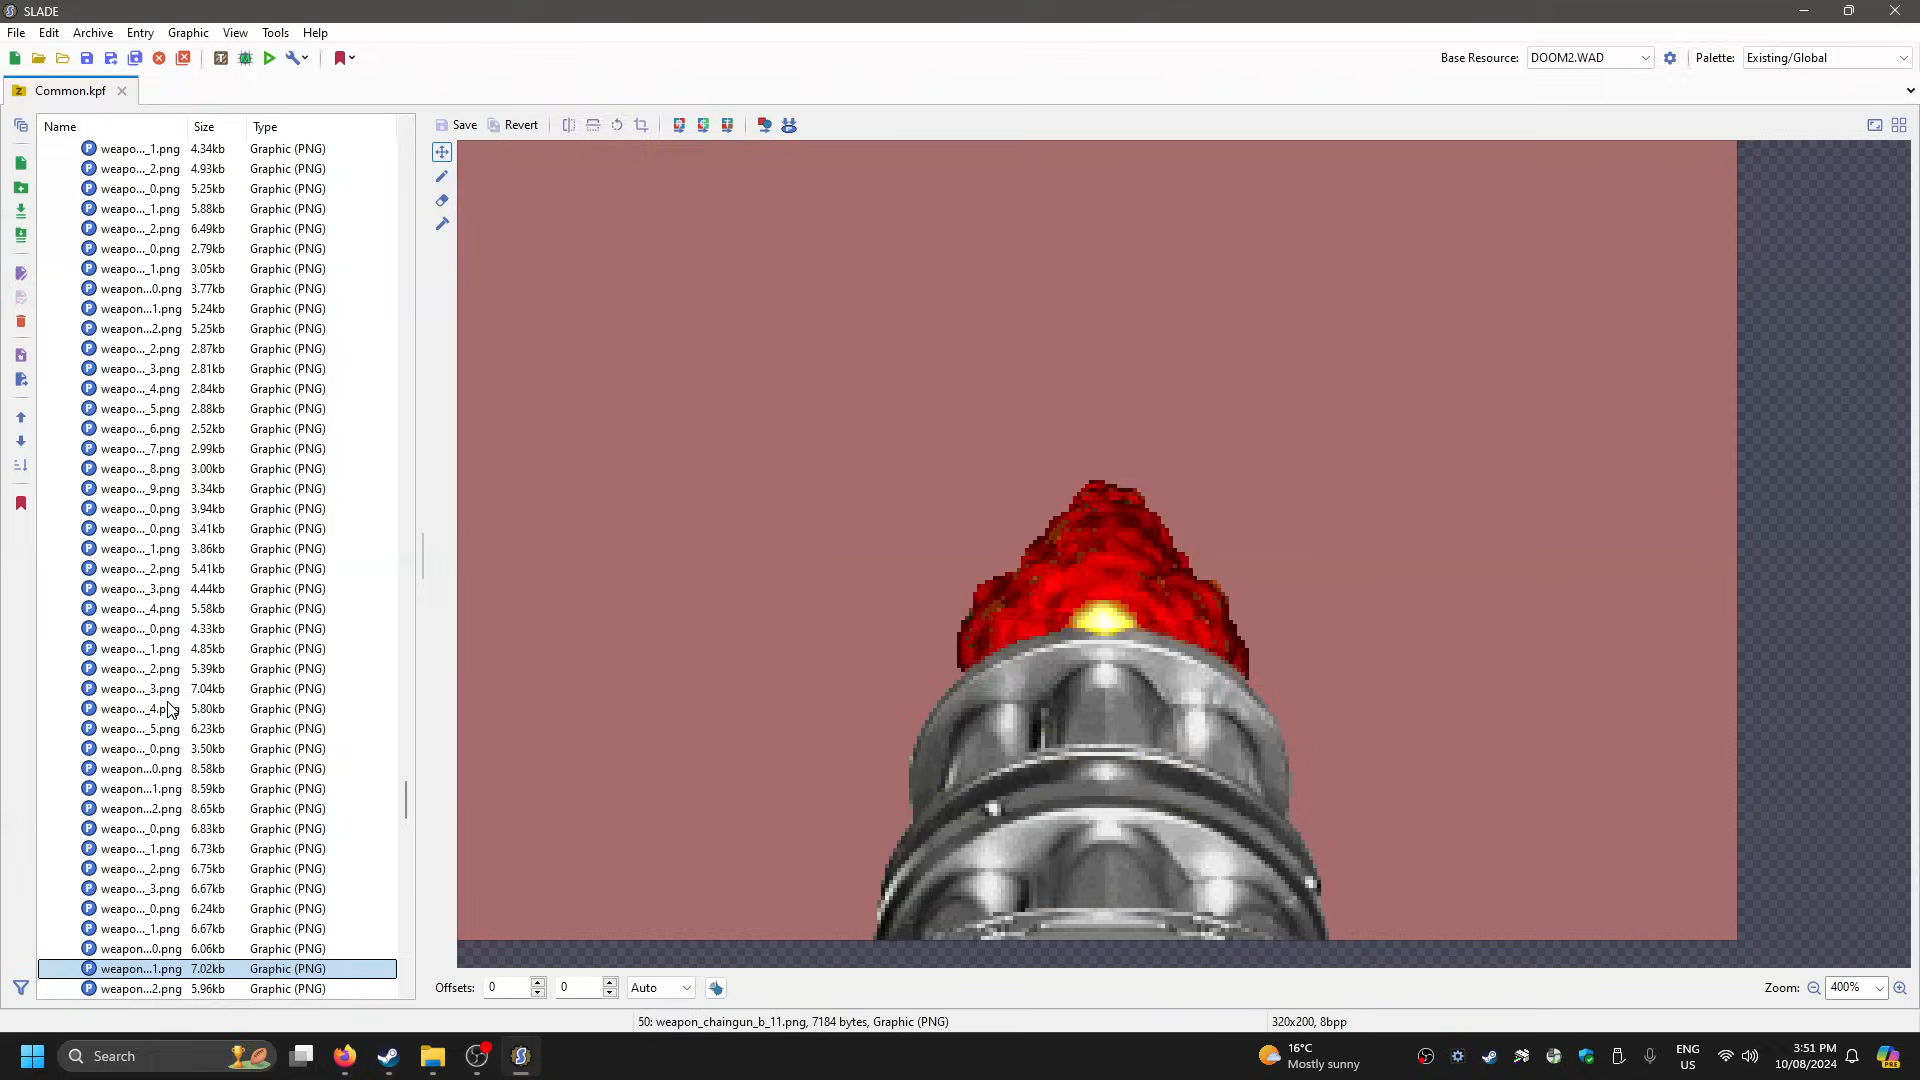 SLADE
File Edit Archive Entry Graphic View Tools Help
Base Resource: DOOM2.WAD Palette: Existing/Global
Common.kpf
Name Size Type
Save Revert
weapo..._1.png 4.34kb Graphic (PNG)
weapo..._2.png 4.93kb Graphic (PNG)
weapo..._0.png 5.25kb Graphic (PNG)
weapo..._1.png 5.88kb Graphic (PNG)
weapo..._2.png 6.49kb Graphic (PNG)
weapo..._0.png 2.79kb Graphic (PNG)
weapo..._1.png 3.05kb Graphic (PNG)
weapon...0.png 3.77kb Graphic (PNG)
weapon...1.png 5.24kb Graphic (PNG)
weapon...2.png 5.25kb Graphic (PNG)
weapo..._2.png 2.87kb Graphic (PNG)
weapo..._3.png 2.81kb Graphic (PNG)
weapo..._4.png 2.84kb Graphic (PNG)
weapo..._5.png 2.88kb Graphic (PNG)
weapo..._6.png 2.52kb Graphic (PNG)
weapo..._7.png 2.99kb Graphic (PNG)
weapo..._8.png 3.00kb Graphic (PNG)
weapo..._9.png 3.34kb Graphic (PNG)
weapo..._0.png 3.94kb Graphic (PNG)
weapo..._0.png 3.41kb Graphic (PNG)
weapo..._1.png 3.86kb Graphic (PNG)
weapo..._2.png 5.41kb Graphic (PNG)
weapo..._3.png 4.44kb Graphic (PNG)
weapo..._4.png 5.58kb Graphic (PNG)
weapo..._0.png 4.33kb Graphic (PNG)
weapo..._1.png 4.85kb Graphic (PNG)
weapo..._2.png 5.39kb Graphic (PNG)
weapo..._3.png 7.04kb Graphic (PNG)
weapo..._4.png 5.80kb Graphic (PNG)
weapo..._5.png 6.23kb Graphic (PNG)
weapo..._0.png 3.50kb Graphic (PNG)
weapon...0.png 8.58kb Graphic (PNG)
weapon...1.png 8.59kb Graphic (PNG)
weapon...2.png 8.65kb Graphic (PNG)
weapo..._0.png 6.83kb Graphic (PNG)
weapo..._1.png 6.73kb Graphic (PNG)
weapo..._2.png 6.75kb Graphic (PNG)
weapo..._3.png 6.67kb Graphic (PNG)
weapo..._0.png 6.24kb Graphic (PNG)
weapo..._1.png 6.67kb Graphic (PNG)
weapon...0.png 6.06kb Graphic (PNG)
weapon...1.png 7.02kb Graphic (PNG)
weapon...2.png 5.96kb Graphic (PNG)
Offsets: 0 0 Auto Zoom: 400%
50: weapon_chaingun_b_11.png, 7184 bytes, Graphic (PNG) 320x200, 8bpp
Search
16°C
Mostly sunny
ENG
US
3:51 PM
10/08/2024
PRE